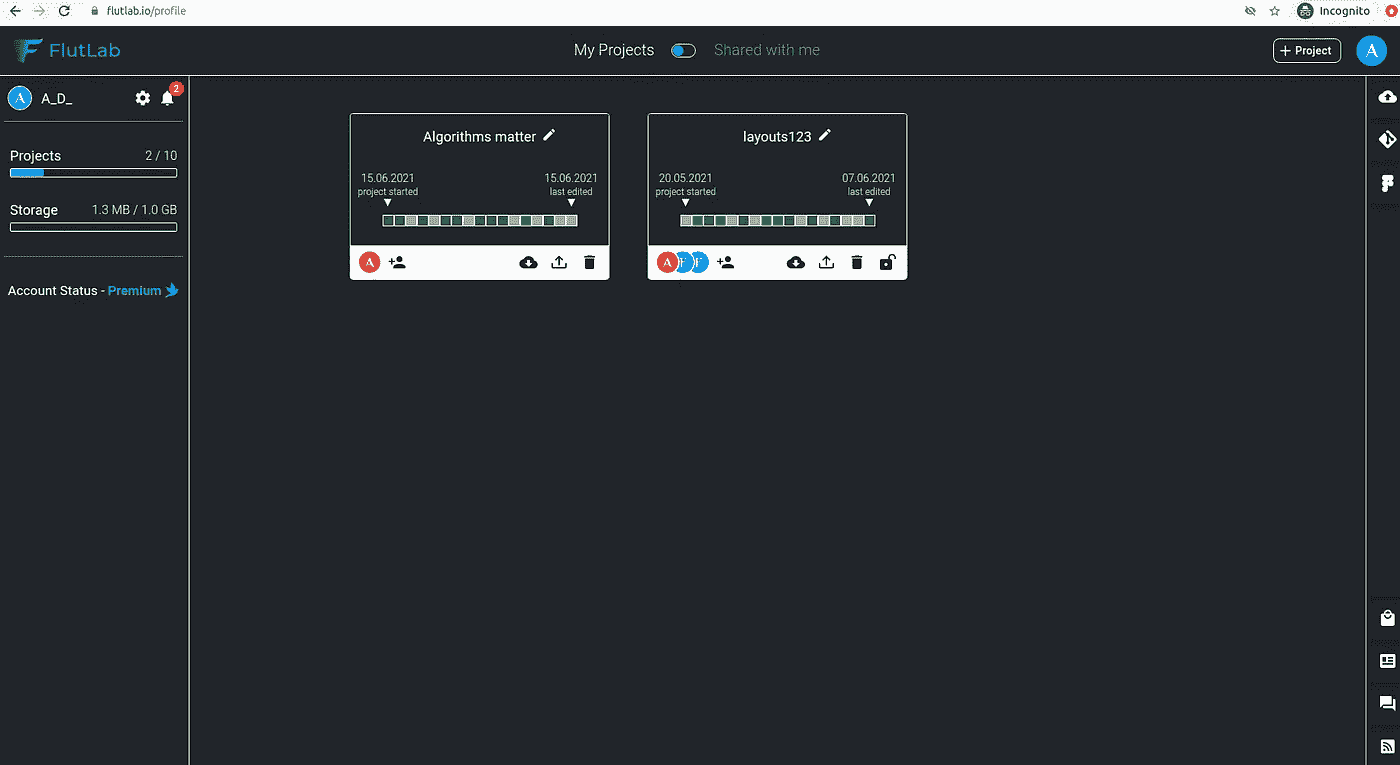 flutlab.io/profile
Incognito
FlutLab
My Projects
Shared with me
+ Project
A
A
A_D_
2
Projects
2 / 10
Storage
1.3 MB / 1.0 GB
Account Status - Premium
Algorithms matter
15.06.2021
15.06.2021
project started
last edited
A
layouts123
20.05.2021
07.06.2021
project started
last edited
A F F